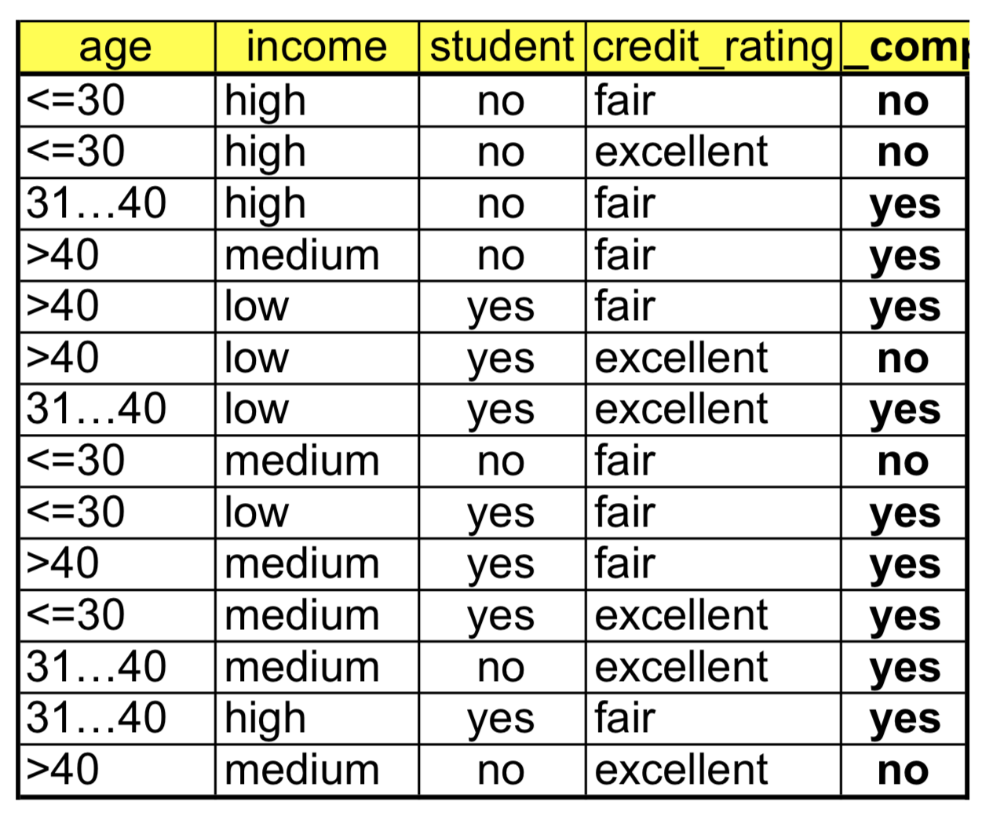 age income student credit_rating _comp
<=30 high no fair no
<=30 high no excellent no
31…40 high no fair yes
>40 medium no fair yes
>40 low yes fair yes
>40 low yes excellent no
31…40 low yes excellent yes
<=30 medium no fair no
<=30 low yes fair yes
>40 medium yes fair yes
<=30 medium yes excellent yes
31…40 medium no excellent yes
31…40 high yes fair yes
>40 medium no excellent no